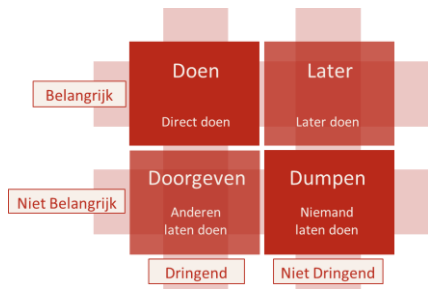 Doen
Later
Belangrijk
Direct doen
Later doen
Doorgeven
Dumpen
Niet Belangrijk
Anderen
laten doen
Niemand
laten doen
Dringend
Niet Dringend